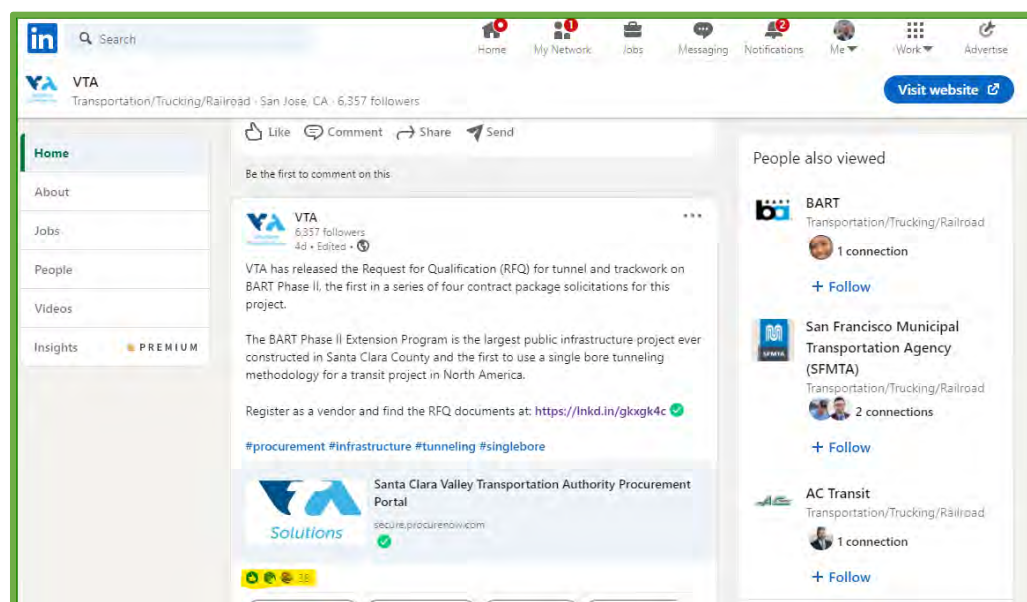 in
Search
Home
1
My Network
Jobs
Messaging
2
Notifications
Me
Work
Advertise
VTA
Transportation/Trucking/Railroad · San Jose, CA · 6,357 followers
Visit website
Home
About
Jobs
People
Videos
Insights PREMIUM
Like Comment Share Send
Be the first to comment on this
VTA
6,357 followers
4d • Edited •
VTA has released the Request for Qualification (RFQ) for tunnel and trackwork on
BART Phase II, the first in a series of four contract package solicitations for this
project.
The BART Phase II Extension Program is the largest public infrastructure project ever
constructed in Santa Clara County and the first to use a single bore tunneling
methodology for a transit project in North America.
Register as a vendor and find the RFQ documents at: https://lnkd.in/gkxgk4c
#procurement #infrastructure #tunneling #singlebore
Solutions
Santa Clara Valley Transportation Authority Procurement
Portal
secure.procurenow.com
People also viewed
ba
BART
Transportation/Trucking/Railroad
1 connection
+ Follow
SFMTA
San Francisco Municipal
Transportation Agency
(SFMTA)
Transportation/Trucking/Railroad
2 connections
+ Follow
AC Transit
Transportation/Trucking/Railroad
1 connection
+ Follow